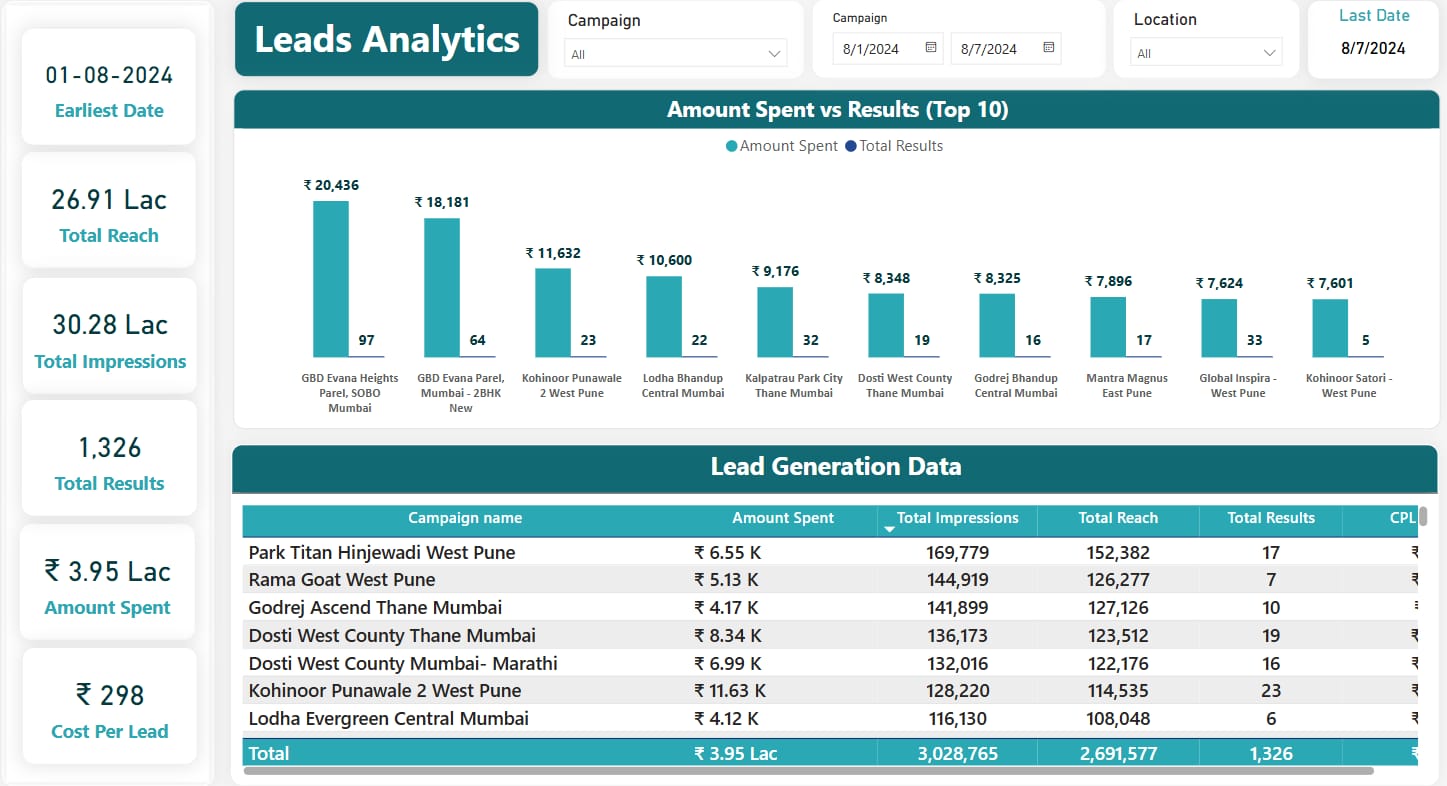 01-08-2024
Earliest Date
26.91 Lac
Total Reach
30.28 Lac
Total Impressions
1,326
Total Results
₹ 3.95 Lac
Amount Spent
₹ 298
Cost Per Lead
Leads Analytics
Campaign
All
Campaign
8/1/2024 8/7/2024
Location
All
Last Date
8/7/2024
Amount Spent vs Results (Top 10)
Amount Spent Total Results
₹ 20,436 ₹ 18,181 ₹ 11,632 ₹ 10,600 ₹ 9,176 ₹ 8,348 ₹ 8,325 ₹ 7,896 ₹ 7,624 ₹ 7,601
97 64 23 22 32 19 16 17 33 5
GBD Evana Heights
Parel, SOBO
Mumbai
GBD Evana Parel,
Mumbai - 2BHK
New
Kohinoor Punawale
2 West Pune
Lodha Bhandup
Central Mumbai
Kalpatrau Park City
Thane Mumbai
Dosti West County
Thane Mumbai
Godrej Bhandup
Central Mumbai
Mantra Magnus
East Pune
Global Inspira -
West Pune
Kohinoor Satori -
West Pune
Lead Generation Data
Campaign name Amount Spent Total Impressions Total Reach Total Results CPL
Park Titan Hinjewadi West Pune ₹ 6.55 K 169,779 152,382 17 ₹
Rama Goat West Pune ₹ 5.13 K 144,919 126,277 7 ₹
Godrej Ascend Thane Mumbai ₹ 4.17 K 141,899 127,126 10 ₹
Dosti West County Thane Mumbai ₹ 8.34 K 136,173 123,512 19 ₹
Dosti West County Mumbai- Marathi ₹ 6.99 K 132,016 122,176 16 ₹
Kohinoor Punawale 2 West Pune ₹ 11.63 K 128,220 114,535 23 ₹
Lodha Evergreen Central Mumbai ₹ 4.12 K 116,130 108,048 6 ₹
Total ₹ 3.95 Lac 3,028,765 2,691,577 1,326 ₹